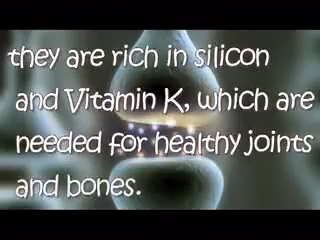 they are rich in silicon
and Vitamin K, which are
needed for healthy joints
and bones.